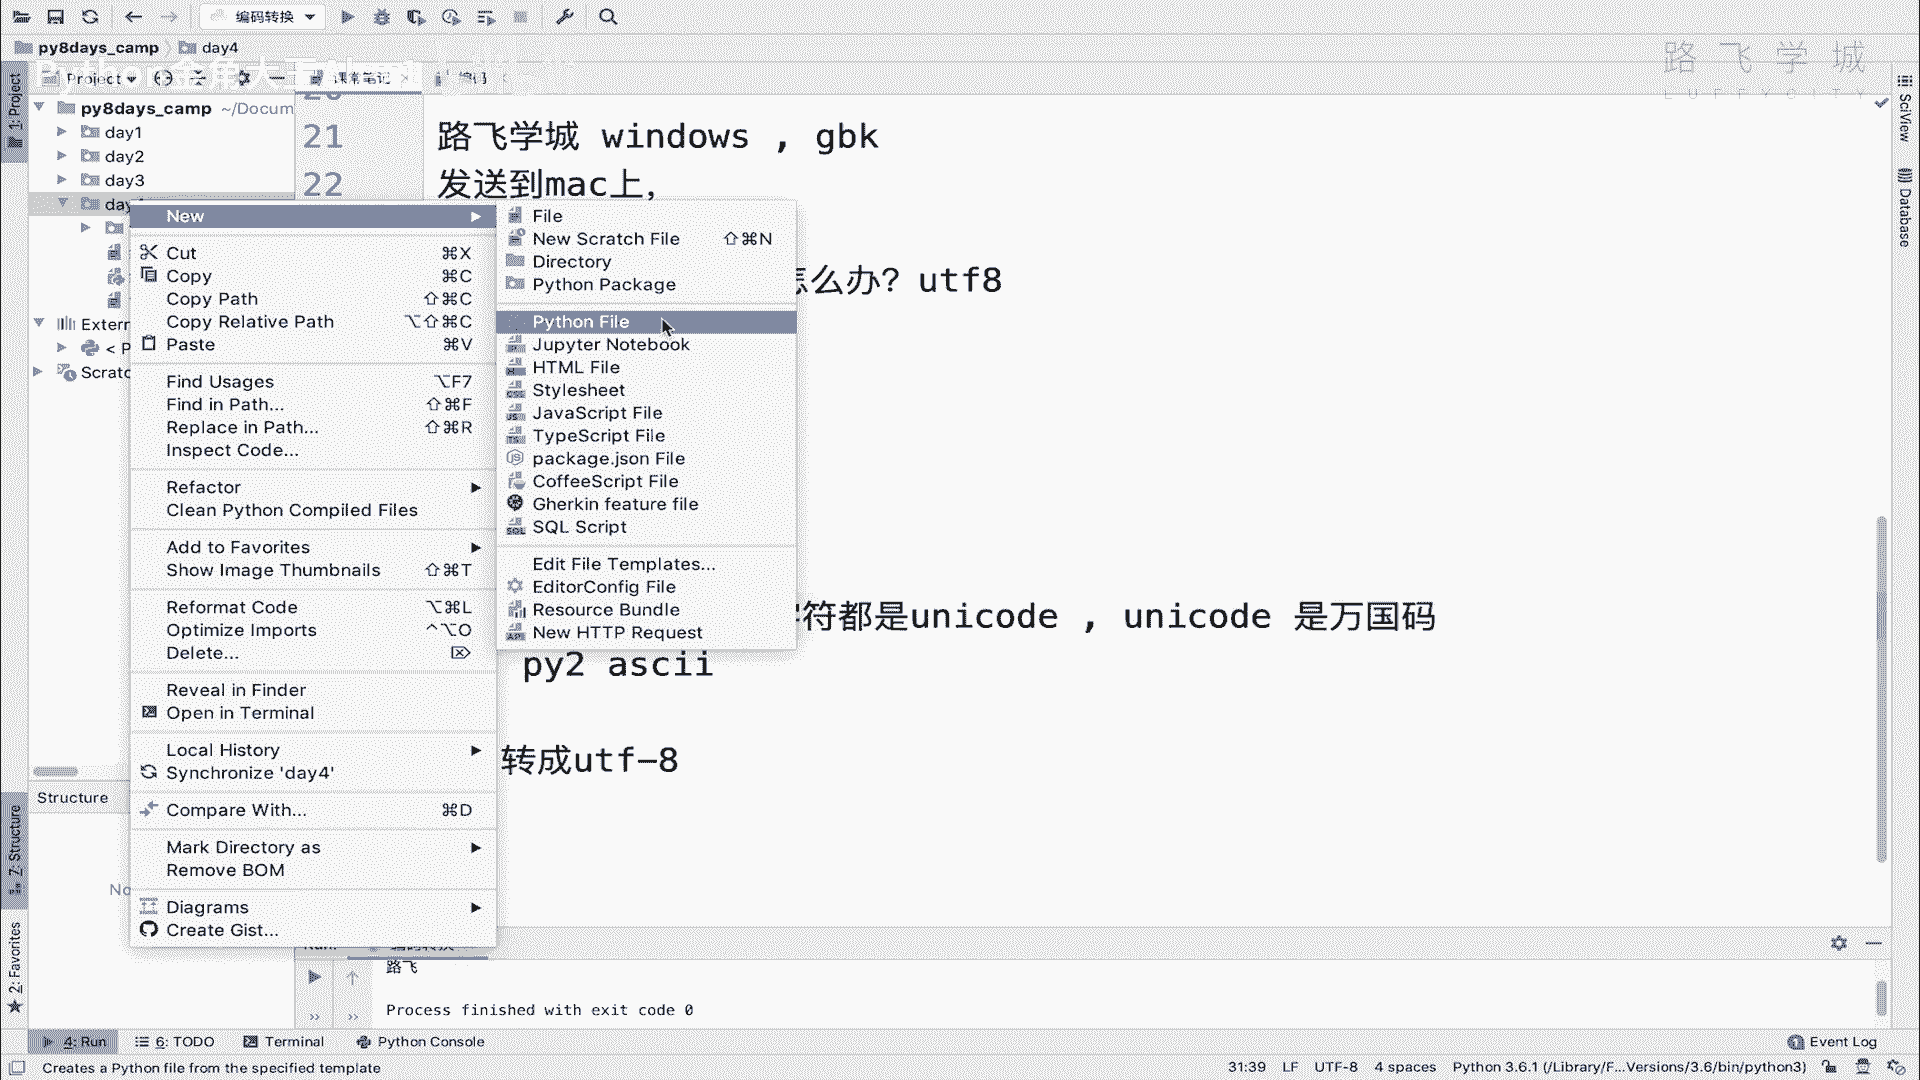 编码转换
py8days_camp
day4
路飞学城
LUFFYCITY
Project
课堂笔记
编码
1: Project
py8days_camp ~/Docum
day1
day2
day3
Extern
Scratc
21
22
路飞学城 windows , gbk
发送到mac上,
怎么办? utf8
字符都是unicode , unicode 是万国码
py2 ascii
转成utf-8
New
Cut ⌘X
Copy ⌘C
Copy Path ⇧⌘C
Copy Relative Path ⌥⇧⌘C
Paste ⌘V
Find Usages ⌥F7
Find in Path... ⇧⌘F
Replace in Path... ⇧⌘R
Inspect Code...
Refactor
Clean Python Compiled Files
Add to Favorites
Show Image Thumbnails ⇧⌘T
Reformat Code ⌥⌘L
Optimize Imports ^⌥O
Delete... ⌦
Reveal in Finder
Open in Terminal
Local History
Synchronize 'day4'
Compare With... ⌘D
Mark Directory as
Remove BOM
Diagrams
Create Gist...
File
New Scratch File ⇧⌘N
Directory
Python Package
Python File
Jupyter Notebook
HTML File
Stylesheet
JavaScript File
TypeScript File
package.json File
CoffeeScript File
Gherkin feature file
SQL Script
Edit File Templates...
EditorConfig File
Resource Bundle
New HTTP Request
SciView
Database
Structure
7: Structure
2: Favorites
路飞
Process finished with exit code 0
4: Run
6: TODO
Terminal
Python Console
Event Log
Creates a Python file from the specified template
31:39 LF UTF-8 4 spaces Python 3.6.1 (/Library/F...Versions/3.6/bin/python3)